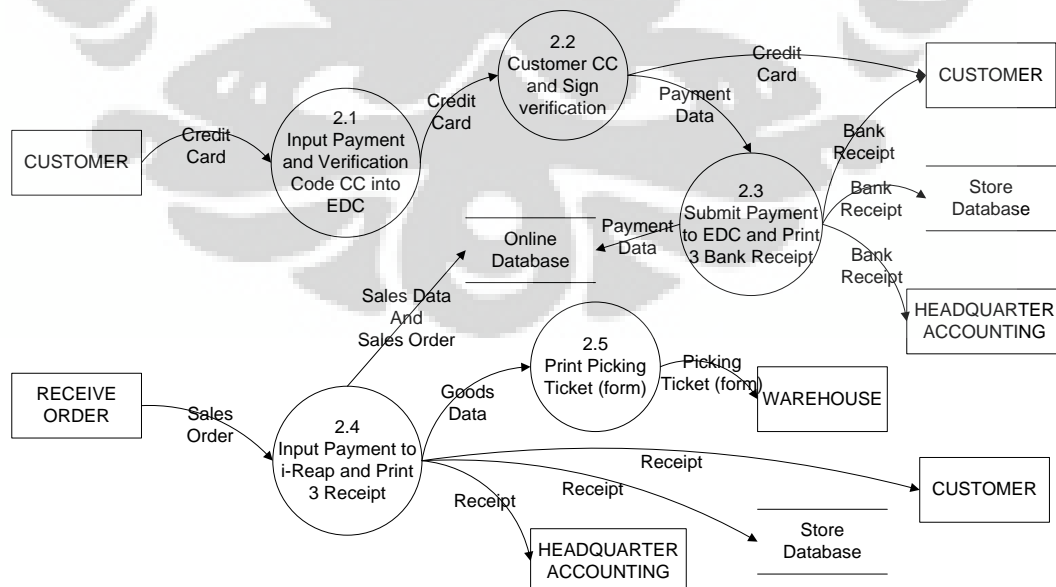 2.2
Customer CC
and Sign
verification
Credit
Card
CUSTOMER
Credit
Card
Payment
Data
2.1
Input Payment
and Verification
Code CC into
EDC
Credit
Card
CUSTOMER
Bank
Receipt
2.3
Submit Payment
to EDC and Print
3 Bank Receipt
Bank
Receipt
Store
Database
Payment
Data
Online
Database
Bank
Receipt
HEADQUARTER
ACCOUNTING
Sales Data
And
Sales Order
2.5
Print Picking
Ticket (form)
Picking
Ticket (form)
WAREHOUSE
RECEIVE
ORDER
Sales
Order
Goods
Data
2.4
Input Payment to
i-Reap and Print
3 Receipt
Receipt
CUSTOMER
Receipt
Receipt
Store
Database
HEADQUARTER
ACCOUNTING